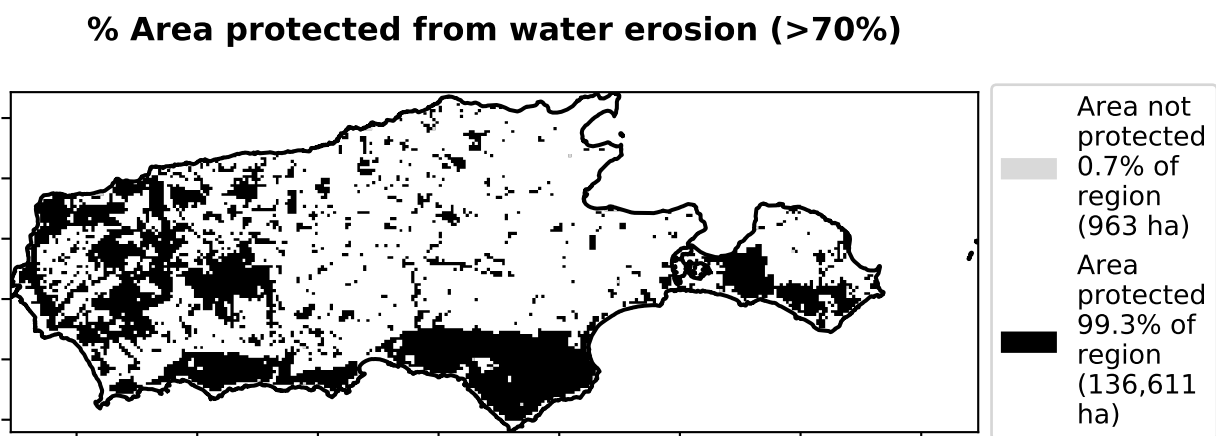 % Area protected from water erosion (>70%)
Area not
protected
0.7% of
region
(963 ha)
Area
protected
99.3% of
region
(136,611
ha)